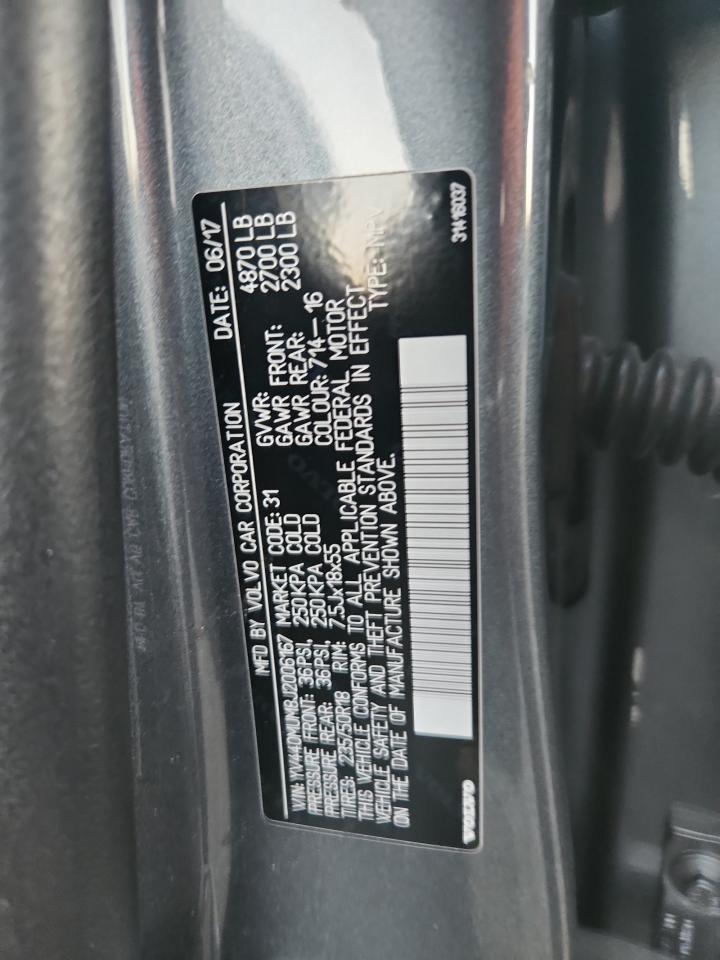 MFD BY VOLVO CAR CORPORATION DATE: 06/17
VIN: YV440MUM8J2006167 MARKET CODE: 31 GVWR: 4870 LB
PRESSURE FRONT: 36PSI, 250KPA COLD GAWR FRONT: 2700 LB
PRESSURE REAR: 36PSI, 250KPA COLD GAWR REAR: 2300 LB
TIRES: 235/50R18 RIM: 7.5Jx18x55 COLOUR: 714-16
THIS VEHICLE CONFORMS TO ALL APPLICABLE FEDERAL MOTOR
VEHICLE SAFETY AND THEFT PREVENTION STANDARDS IN EFFECT
ON THE DATE OF MANUFACTURE SHOWN ABOVE. TYPE: MPV
VOLVO 31416037